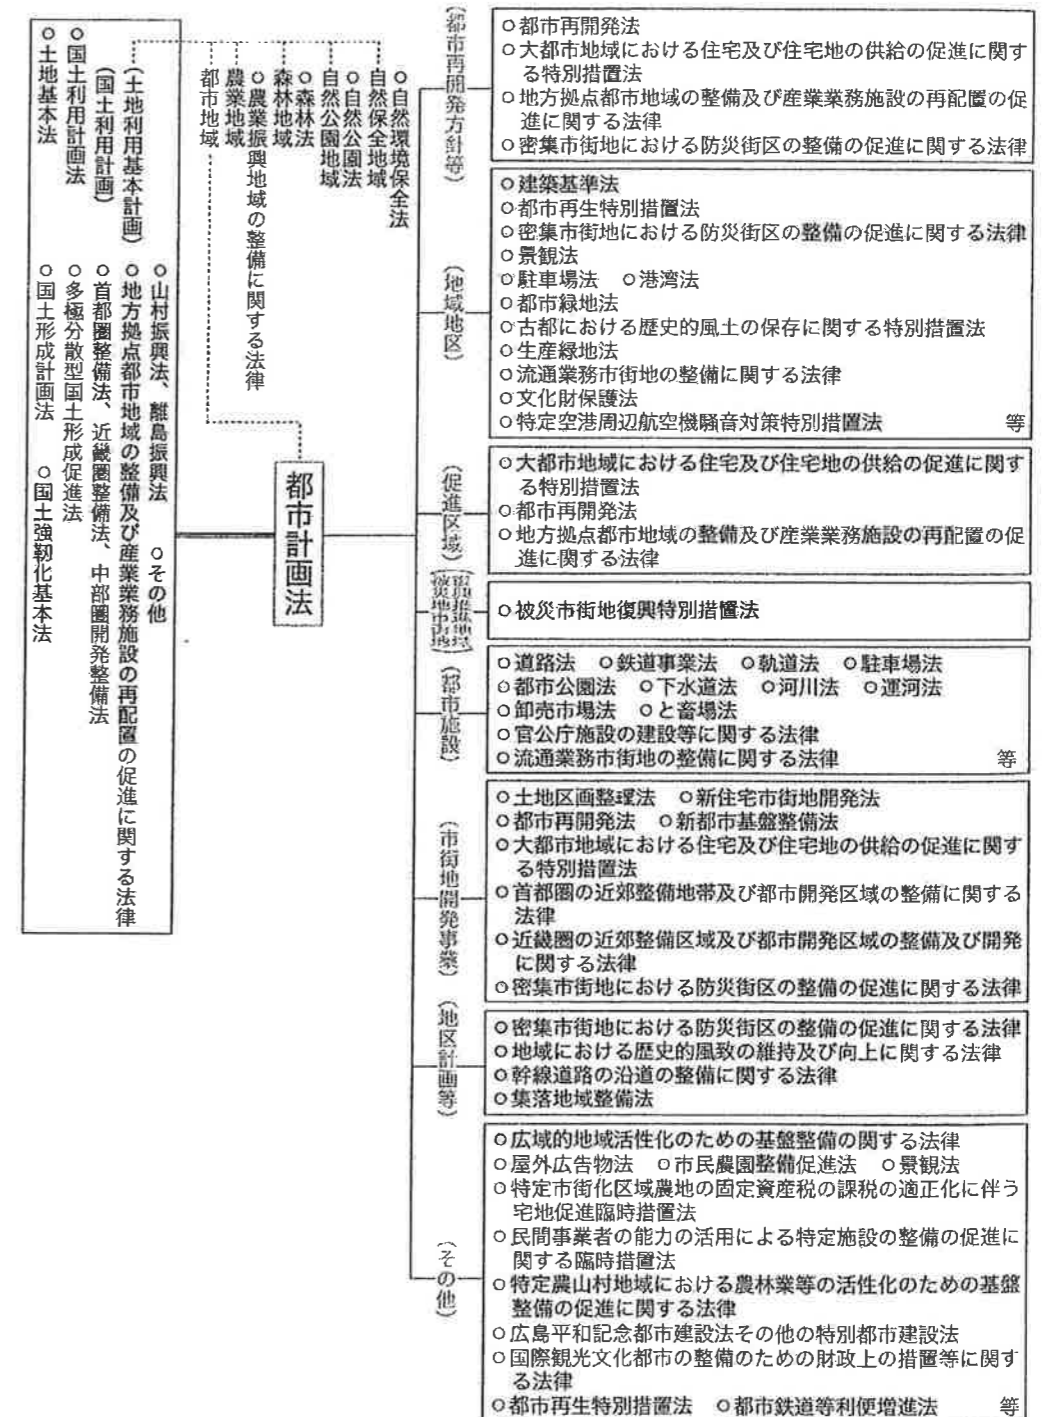 ○土地基本法
○国土利用計画法
(国土利用計画)
(土地利用基本計画)
○国土形成計画法 ○国土強靱化基本法
○多極分散型国土形成促進法
○首都圏整備法、近畿圏整備法、中部圏開発整備法
○地方拠点都市地域の整備及び産業業務施設の再配置の促進に関する法律
○山村振興法、離島振興法 ○その他
都市地域
農業地域
○農業振興地域の整備に関する法律
森林地域
○森林法
自然公園地域
○自然公園法
自然保全地域
○自然環境保全法
都市計画法
(都市再開発方針等)
○都市再開発法
○大都市地域における住宅及び住宅地の供給の促進に関す
る特別措置法
○地方拠点都市地域の整備及び産業業務施設の再配置の促
進に関する法律
○密集市街地における防災街区の整備の促進に関する法律
(地域地区)
○建築基準法
○都市再生特別措置法
○密集市街地における防災街区の整備の促進に関する法律
○景観法
○駐車場法 ○港湾法
○都市緑地法
○古都における歴史的風土の保存に関する特別措置法
○生産緑地法
○流通業務市街地の整備に関する法律
○文化財保護法
○特定空港周辺航空機騒音対策特別措置法 等
(促進区域)
○大都市地域における住宅及び住宅地の供給の促進に関す
る特別措置法
○都市再開発法
○地方拠点都市地域の整備及び産業業務施設の再配置の促
進に関する法律
(被災市街地
復興推進地域)
○被災市街地復興特別措置法
(都市施設)
○道路法 ○鉄道事業法 ○軌道法 ○駐車場法
○都市公園法 ○下水道法 ○河川法 ○運河法
○卸売市場法 ○と畜場法
○官公庁施設の建設等に関する法律
○流通業務市街地の整備に関する法律 等
(市街地開発事業)
○土地区画整理法 ○新住宅市街地開発法
○都市再開発法 ○新都市基盤整備法
○大都市地域における住宅及び住宅地の供給の促進に関す
る特別措置法
○首都圏の近郊整備地帯及び都市開発区域の整備に関する
法律
○近畿圏の近郊整備区域及び都市開発区域の整備及び開発
に関する法律
○密集市街地における防災街区の整備の促進に関する法律
(地区計画等)
○密集市街地における防災街区の整備の促進に関する法律
○地域における歴史的風致の維持及び向上に関する法律
○幹線道路の沿道の整備に関する法律
○集落地域整備法
(その他)
○広域的地域活性化のための基盤整備の関する法律
○屋外広告物法 ○市民農園整備促進法 ○景観法
○特定市街化区域農地の固定資産税の課税の適正化に伴う
宅地促進臨時措置法
○民間事業者の能力の活用による特定施設の整備の促進に
関する臨時措置法
○特定農山村地域における農林業等の活性化のための基盤
整備の促進に関する法律
○広島平和記念都市建設法その他の特別都市建設法
○国際観光文化都市の整備のための財政上の措置等に関す
る法律
○都市再生特別措置法 ○都市鉄道等利便増進法 等